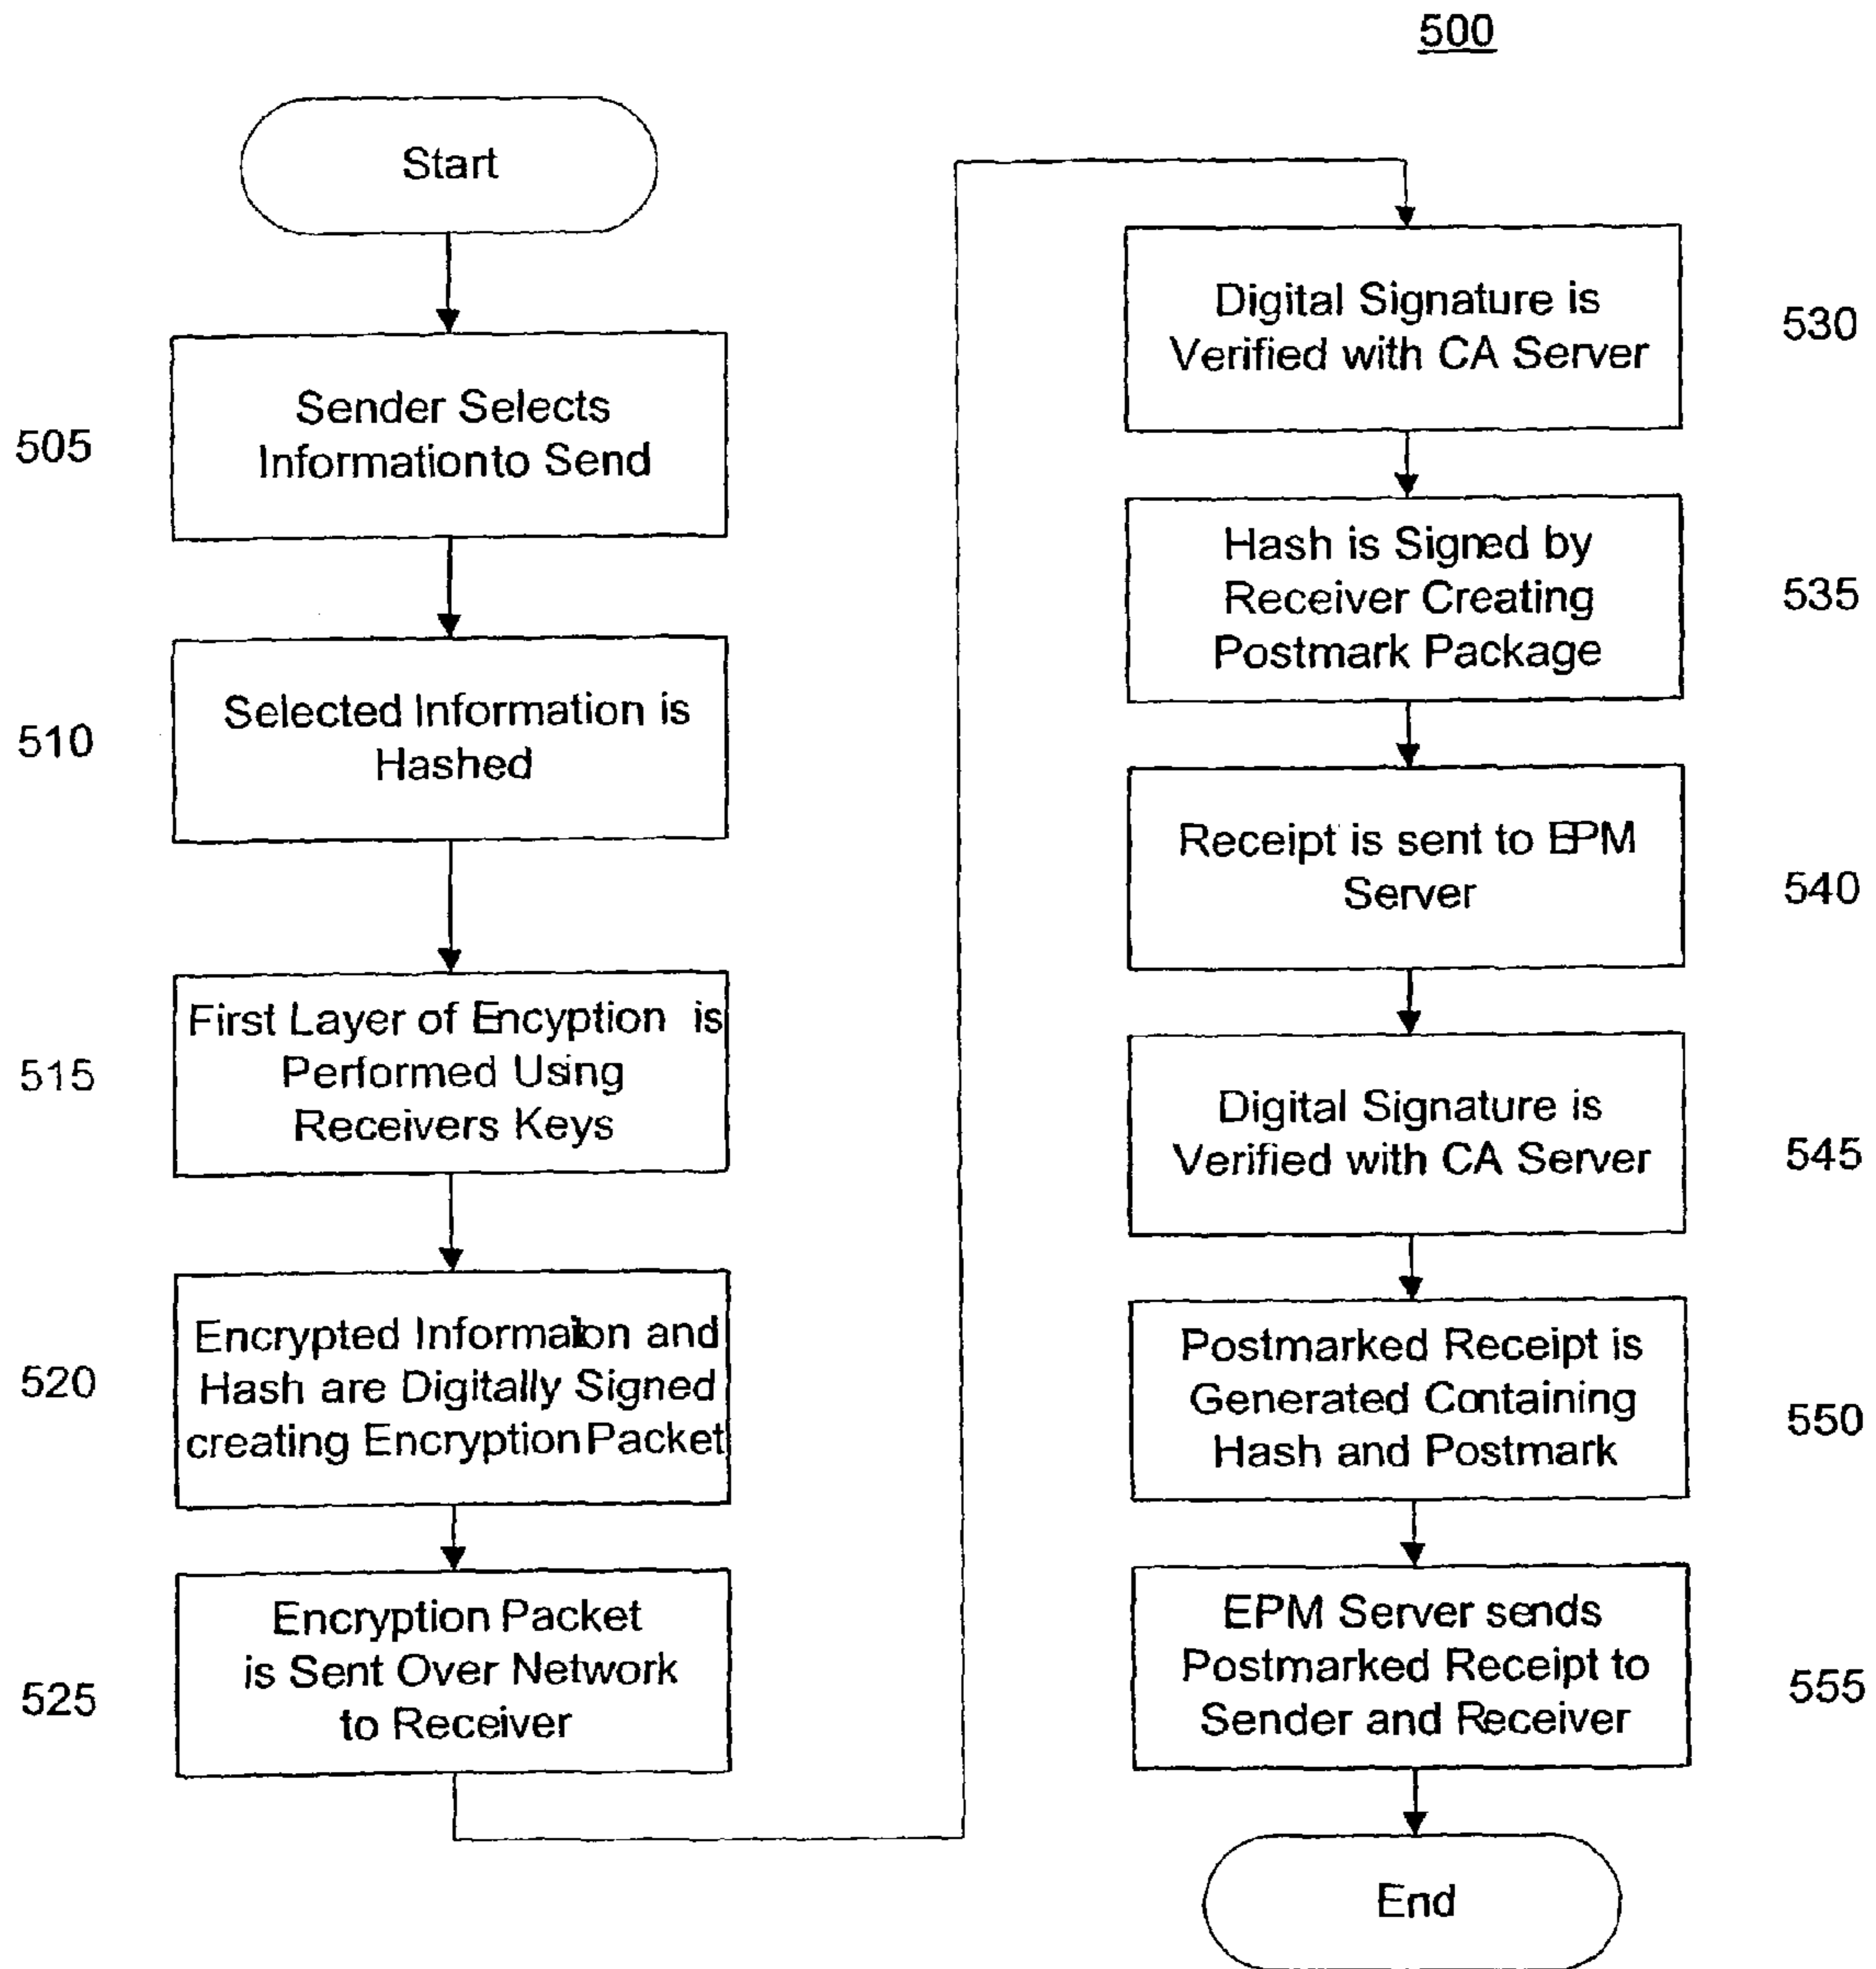 500
Start
505
Sender Selects
Information to Send
510
Selected Information is
Hashed
515
First Layer of Encyption is
Performed Using
Receivers Keys
520
Encrypted Information and
Hash are Digitally Signed
creating Encryption Packet
525
Encryption Packet
is Sent Over Network
to Receiver
Digital Signature is
Verified with CA Server
530
Hash is Signed by
Receiver Creating
Postmark Package
535
Receipt is sent to EPM
Server
540
Digital Signature is
Verified with CA Server
545
Postmarked Receipt is
Generated Containing
Hash and Postmark
550
EPM Server sends
Postmarked Receipt to
Sender and Receiver
555
End